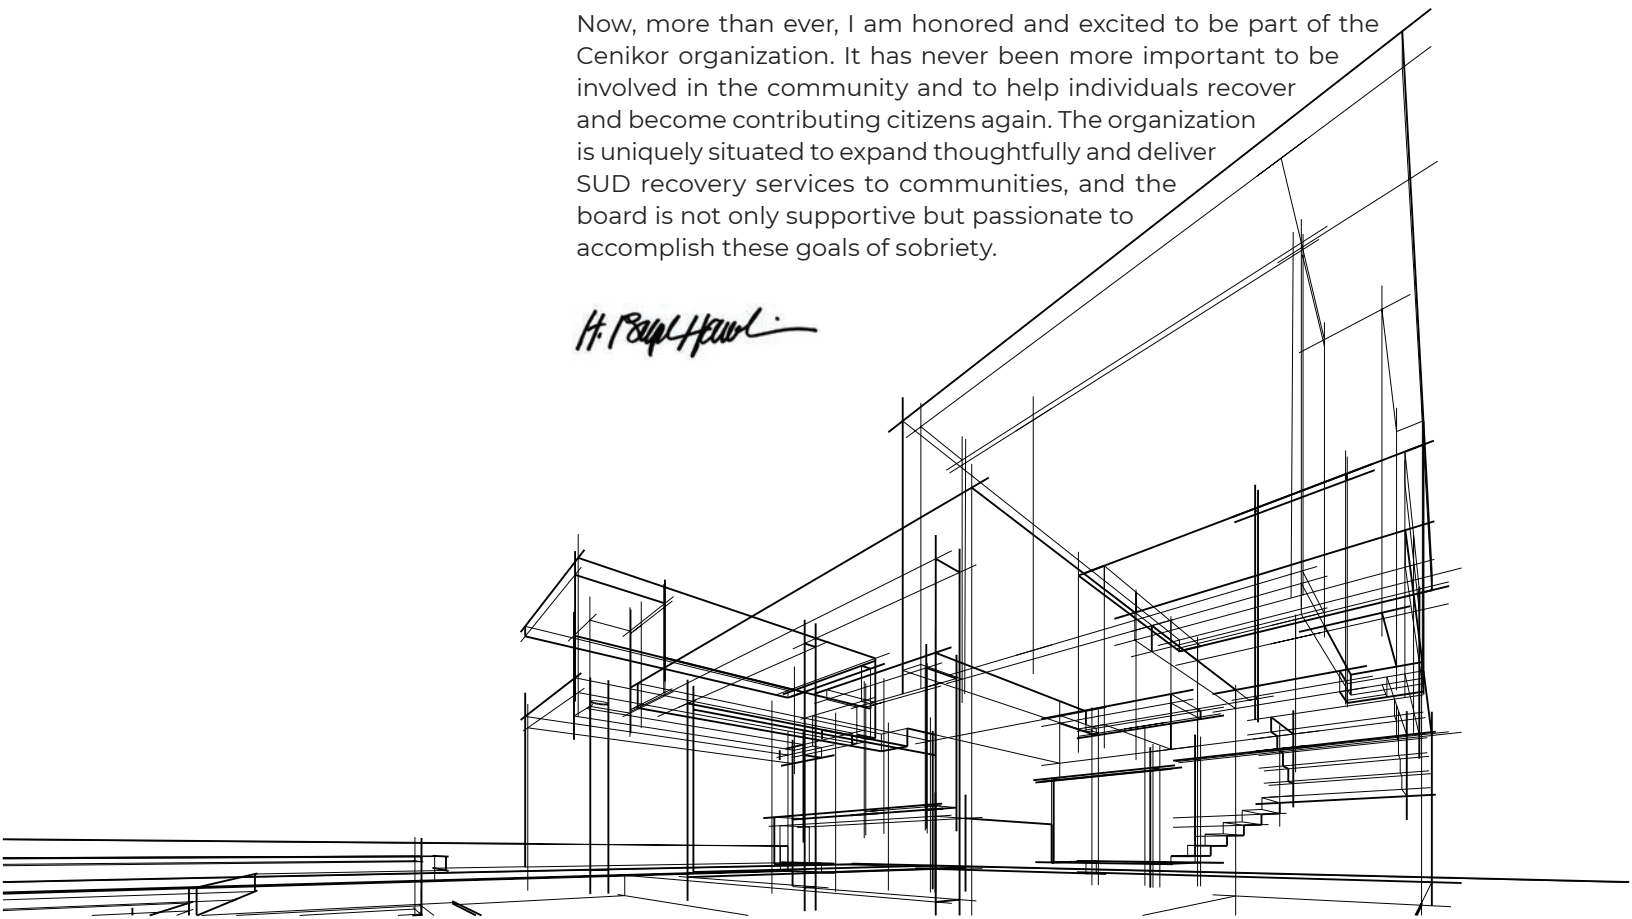 Now, more than ever, I am honored and excited to be part of the
Cenikor organization. It has never been more important to be
involved in the community and to help individuals recover
and become contributing citizens again. The organization
is uniquely situated to expand thoughtfully and deliver
SUD recovery services to communities, and the
board is not only supportive but passionate to
accomplish these goals of sobriety.
H.